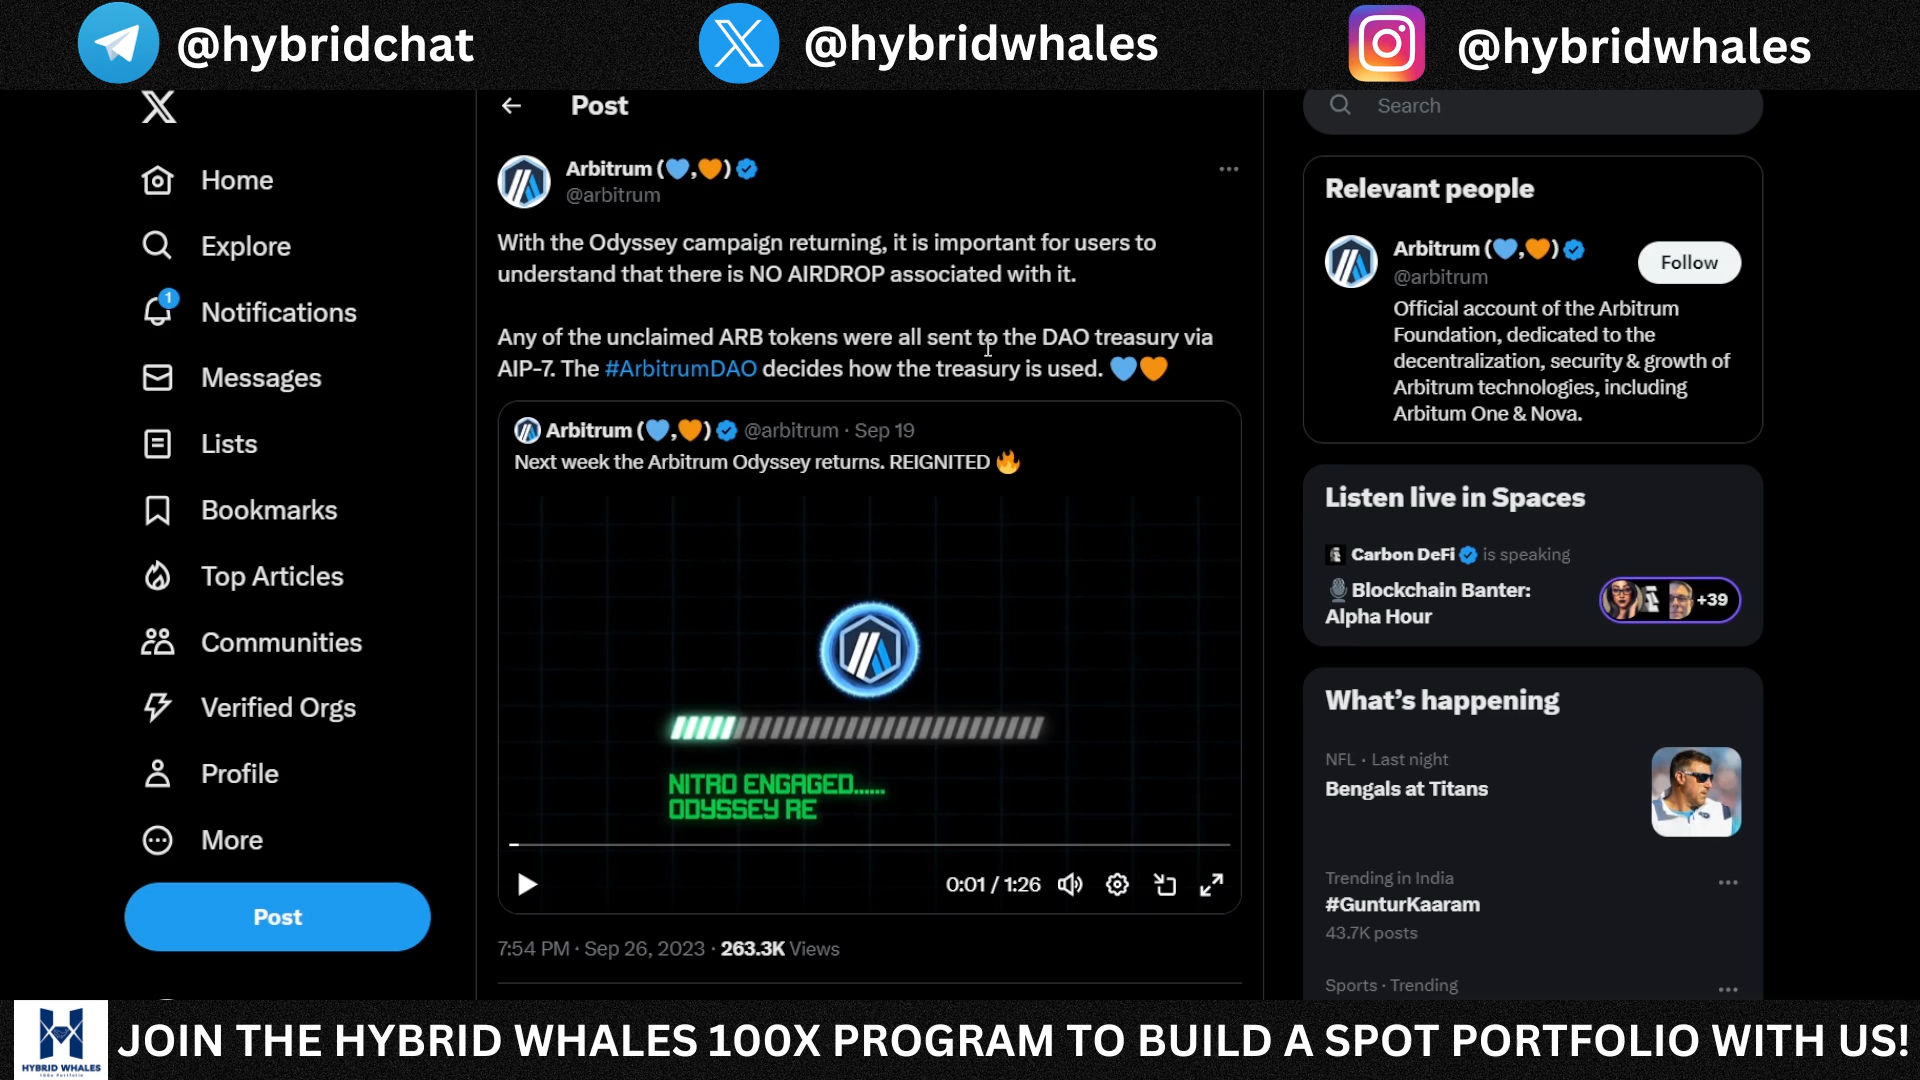 @hybridchat
@hybridwhales
@hybridwhales
Home
Explore
1
Notifications
Messages
Lists
Bookmarks
Top Articles
Communities
Verified Orgs
Profile
More
Post
Post
Arbitrum (💙,🧡)
@arbitrum
With the Odyssey campaign returning, it is important for users to
understand that there is NO AIRDROP associated with it.
Any of the unclaimed ARB tokens were all sent to the DAO treasury via
AIP-7. The #ArbitrumDAO decides how the treasury is used. 💙🧡
Arbitrum (💙,🧡) @arbitrum · Sep 19
Next week the Arbitrum Odyssey returns. REIGNITED 🔥
NITRO ENGAGED......
ODYSSEY RE
0:01 / 1:26
7:54 PM · Sep 26, 2023 · 263.3K Views
Search
Relevant people
Arbitrum (💙,🧡)
@arbitrum
Follow
Official account of the Arbitrum
Foundation, dedicated to the
decentralization, security & growth of
Arbitrum technologies, including
Arbitum One & Nova.
Listen live in Spaces
Carbon DeFi is speaking
🎙️Blockchain Banter:
Alpha Hour
+39
What's happening
NFL · Last night
Bengals at Titans
Trending in India
#GunturKaaram
43.7K posts
Sports · Trending
HYBRID WHALES
JOIN THE HYBRID WHALES 100X PROGRAM TO BUILD A SPOT PORTFOLIO WITH US!